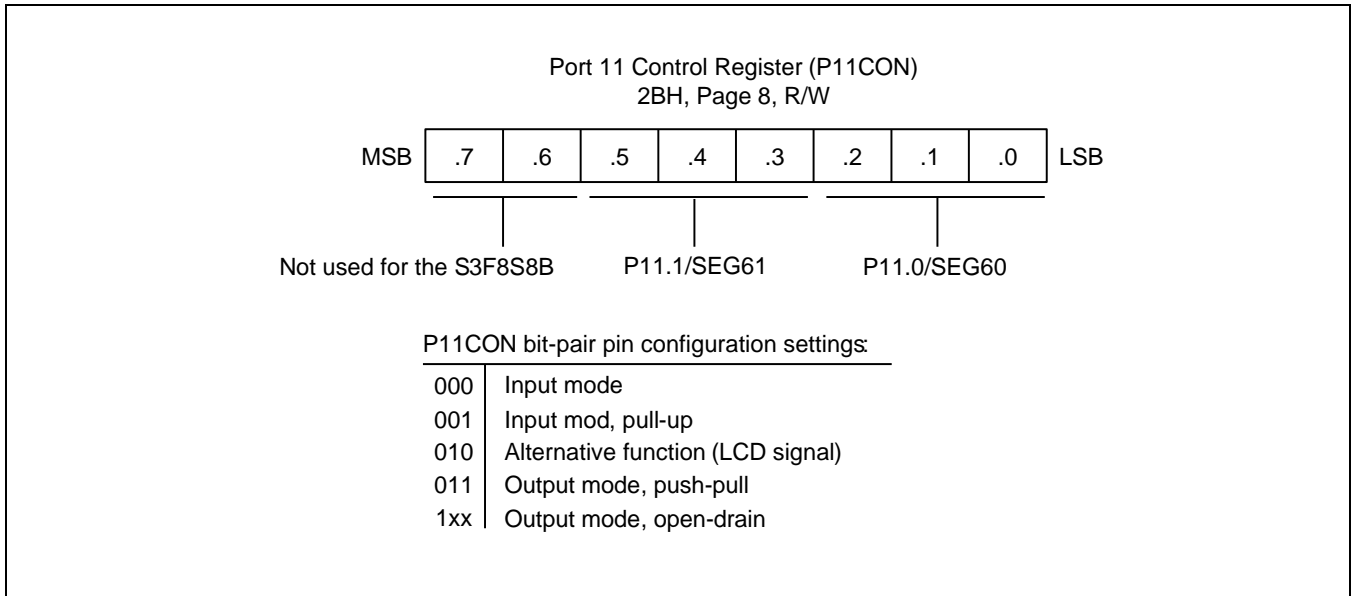 Port 11 Control Register (P11CON)
2BH, Page 8, R/W
MSB .7 .6 .5 .4 .3 .2 .1 .0 LSB
Not used for the S3F8S8B P11.1/SEG61 P11.0/SEG60
P11CON bit-pair pin configuration settings:
000 Input mode
001 Input mod, pull-up
010 Alternative function (LCD signal)
011 Output mode, push-pull
1xx Output mode, open-drain